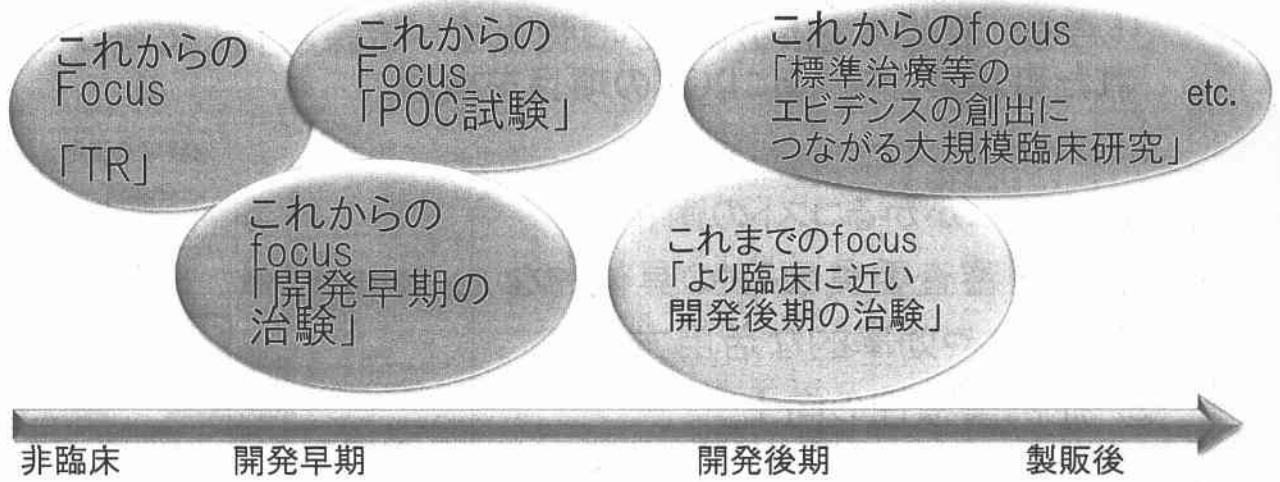 これからの
Focus
「TR」
これからの
Focus
「POC試験」
これからのfocus
「標準治療等の
エビデンスの創出に
つながる大規模臨床研究」
etc.
これからの
focus
「開発早期の
治験」
これまでのfocus
「より臨床に近い
開発後期の治験」
非臨床
開発早期
開発後期
製販後